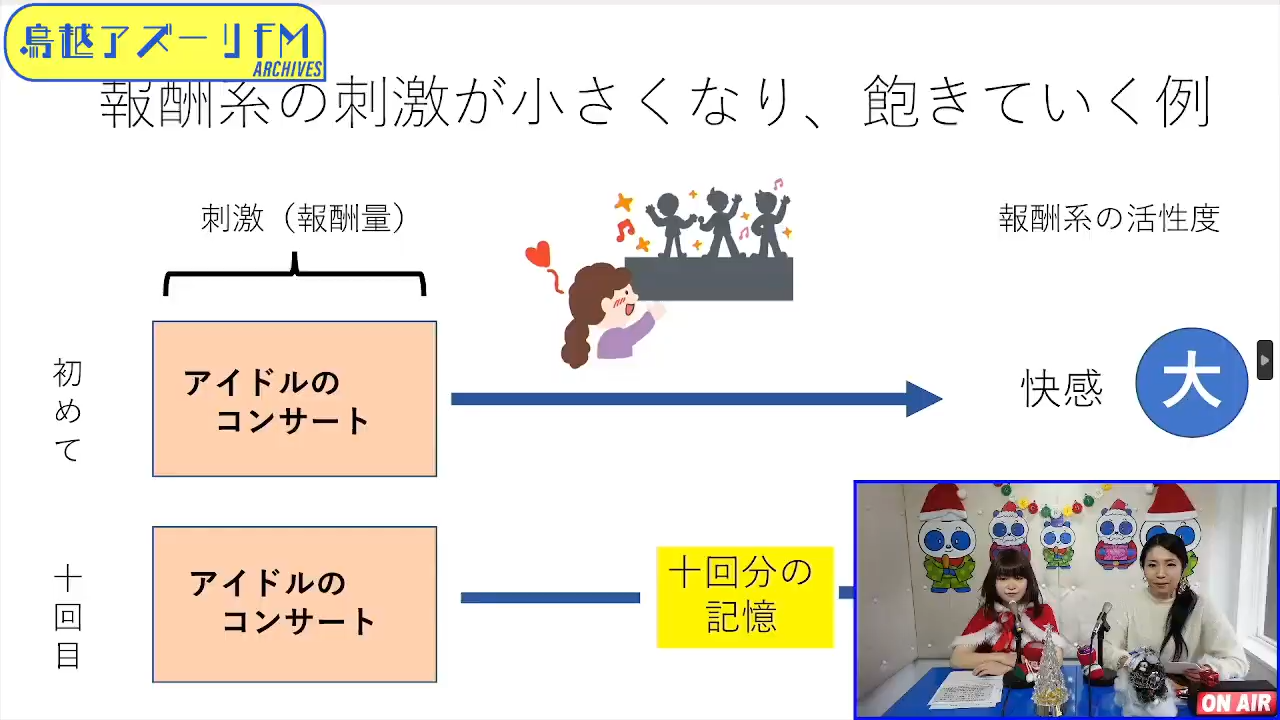 鳥越アズーリFM
ARCHIVES
報酬系の刺激が小さくなり、飽きていく例
刺激（報酬量）
報酬系の活性度
初めて
アイドルの
コンサート
快感
大
十回目
アイドルの
コンサート
十回分の
記憶
ON AIR